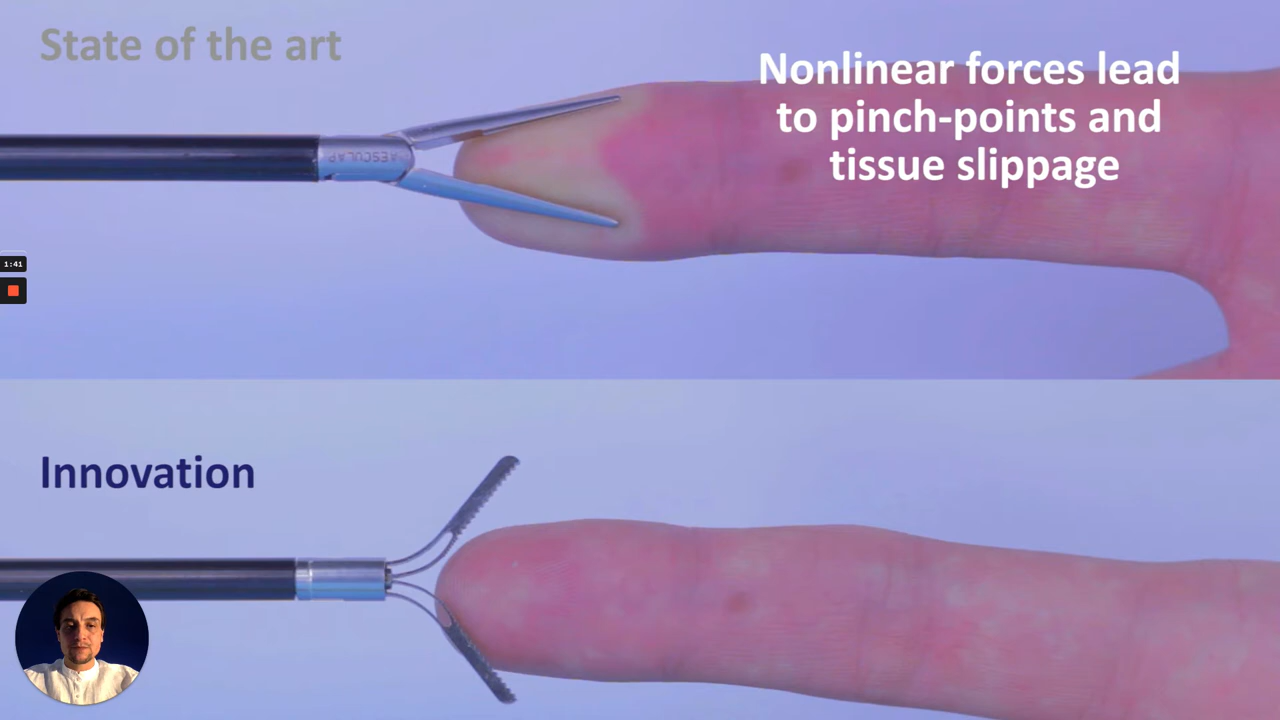 State of the art
Nonlinear forces lead
to pinch-points and
tissue slippage
AESCULAP
1:41
Innovation